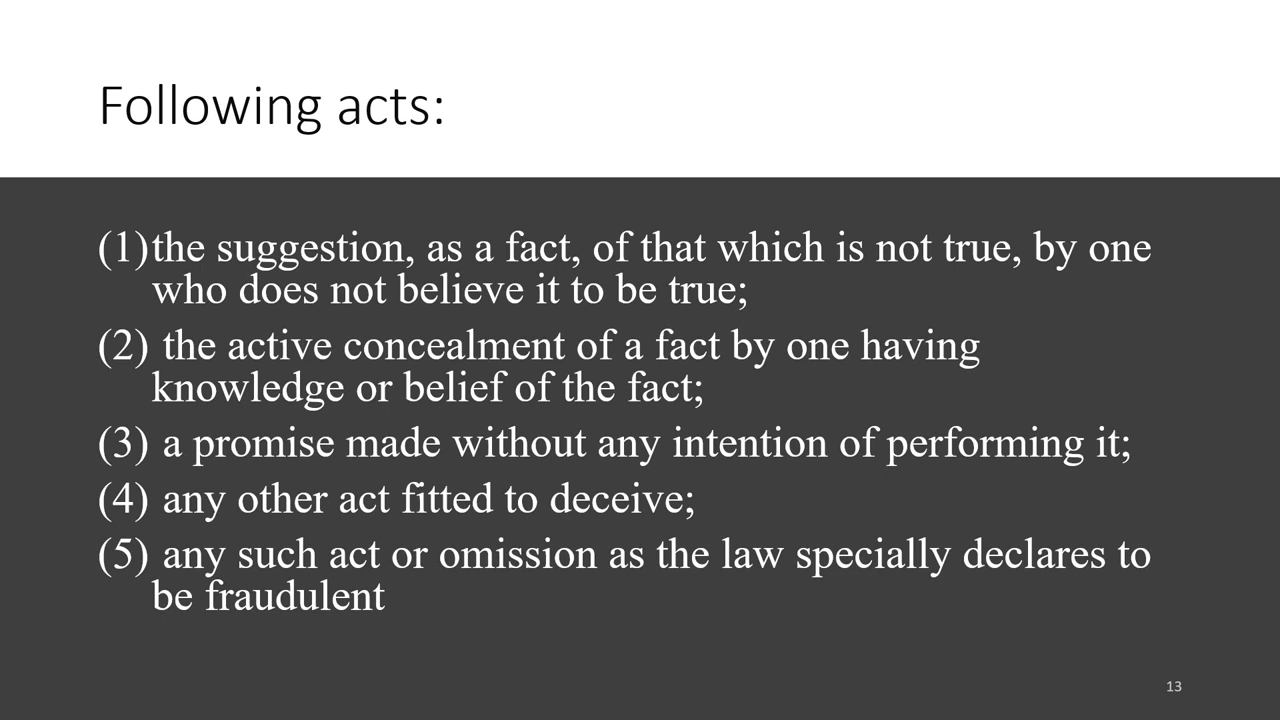 Following acts:
(1)the suggestion, as a fact, of that which is not true, by one
who does not believe it to be true;
(2) the active concealment of a fact by one having
knowledge or belief of the fact;
(3) a promise made without any intention of performing it;
(4) any other act fitted to deceive;
(5) any such act or omission as the law specially declares to
be fraudulent
13